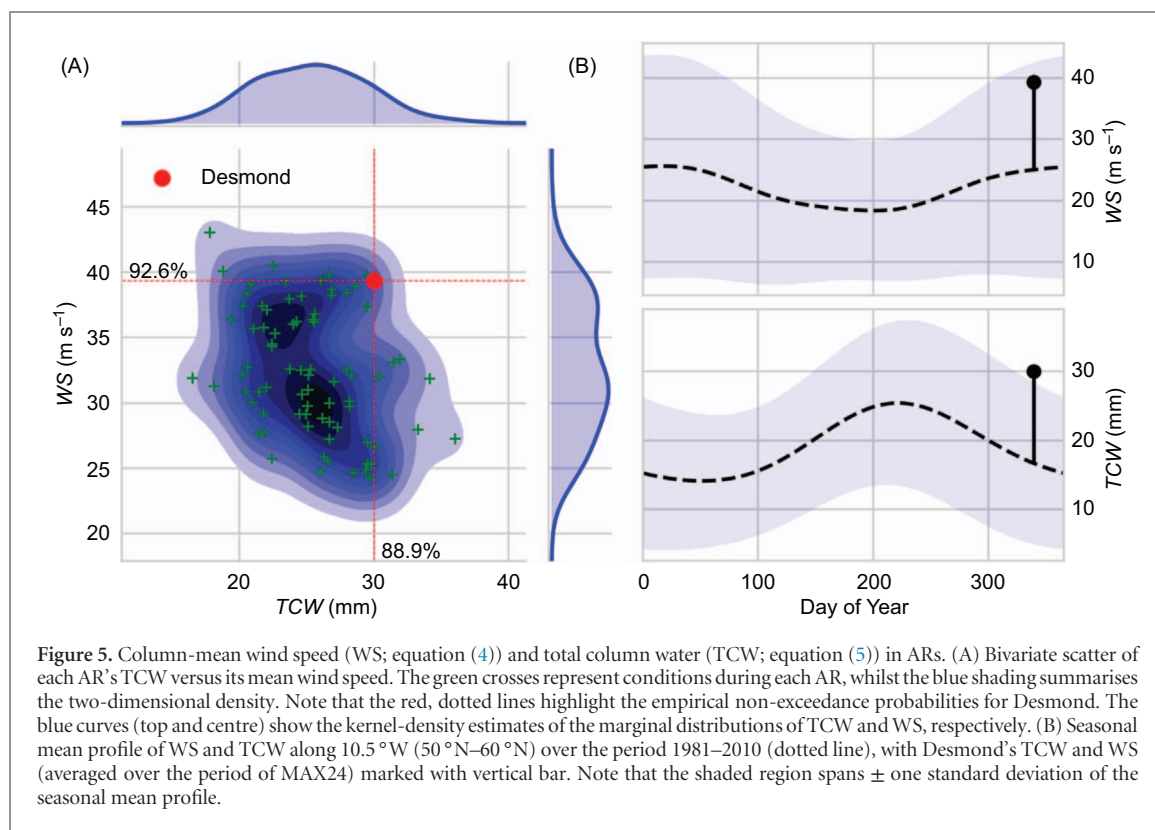 (A)
(B)
Desmond
45
40
35
30
25
20
92.6%
88.9%
WS (m s⁻¹)
20
30
40
TCW (mm)
40
30
20
10
WS (m s⁻¹)
30
20
10
TCW (mm)
0
100
200
300
Day of Year
Figure 5. Column-mean wind speed (WS; equation (4)) and total column water (TCW; equation (5)) in ARs. (A) Bivariate scatter of
each AR's TCW versus its mean wind speed. The green crosses represent conditions during each AR, whilst the blue shading summarises
the two-dimensional density. Note that the red, dotted lines highlight the empirical non-exceedance probabilities for Desmond. The
blue curves (top and centre) show the kernel-density estimates of the marginal distributions of TCW and WS, respectively. (B) Seasonal
mean profile of WS and TCW along 10.5 °W (50 °N–60 °N) over the period 1981–2010 (dotted line), with Desmond's TCW and WS
(averaged over the period of MAX24) marked with vertical bar. Note that the shaded region spans ± one standard deviation of the
seasonal mean profile.